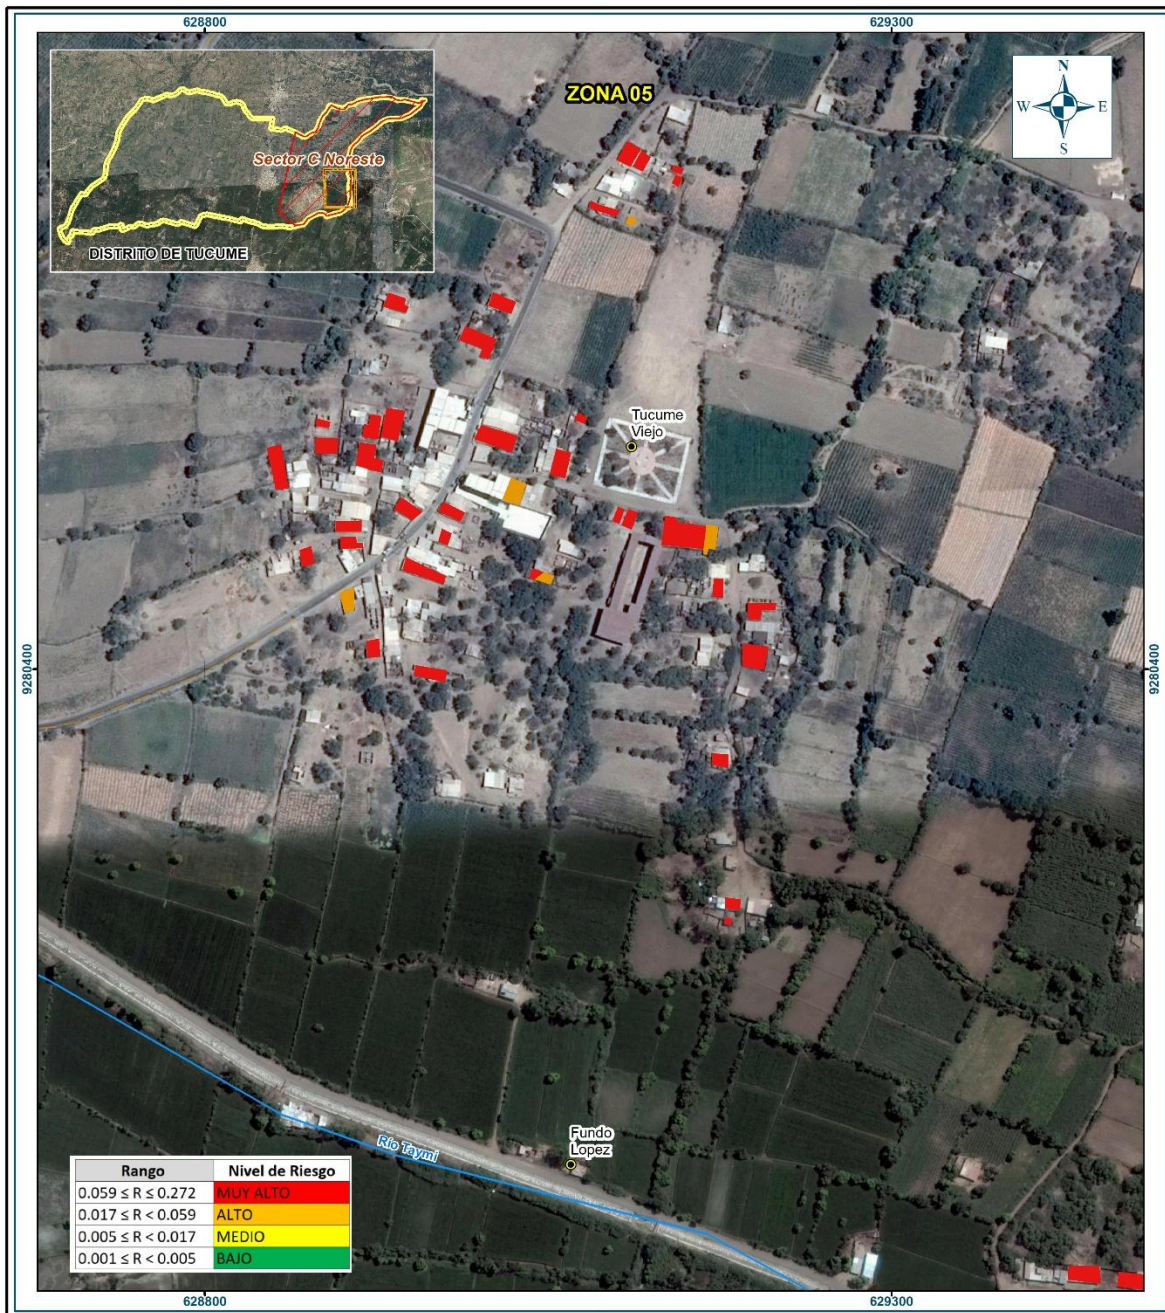 628800
629300
ZONA 05
N
W E
S
Sector C Noreste
DISTRITO DE TUCUME
Tucume
Viejo
9280400
9280400
Fundo
Lopez
Río Taymi
Rango Nivel de Riesgo
0.059 ≤ R ≤ 0.272 MUY ALTO
0.017 ≤ R < 0.059 ALTO
0.005 ≤ R < 0.017 MEDIO
0.001 ≤ R < 0.005 BAJO
628800
629300